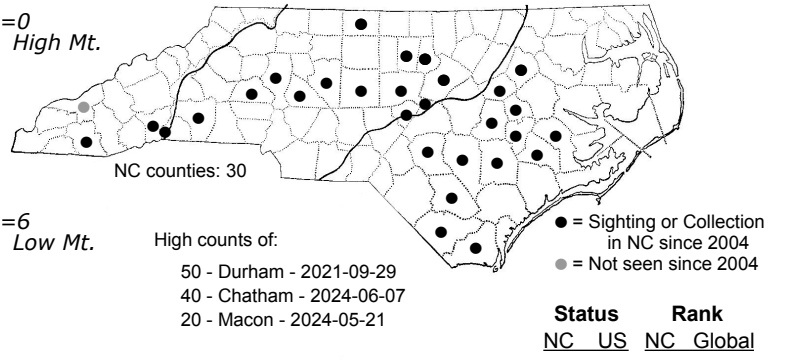 =0
High Mt.
NC counties: 30
=6
Low Mt.
High counts of:
50 - Durham - 2021-09-29
40 - Chatham - 2024-06-07
20 - Macon - 2024-05-21
= Sighting or Collection
in NC since 2004
= Not seen since 2004
Status Rank
NC US NC Global